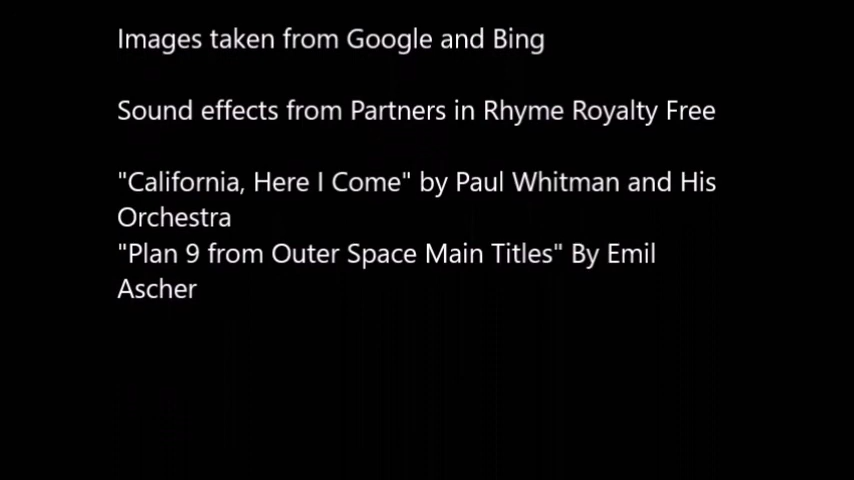 Images taken from Google and Bing
Sound effects from Partners in Rhyme Royalty Free
"California, Here I Come" by Paul Whitman and His
Orchestra
"Plan 9 from Outer Space Main Titles" By Emil
Ascher